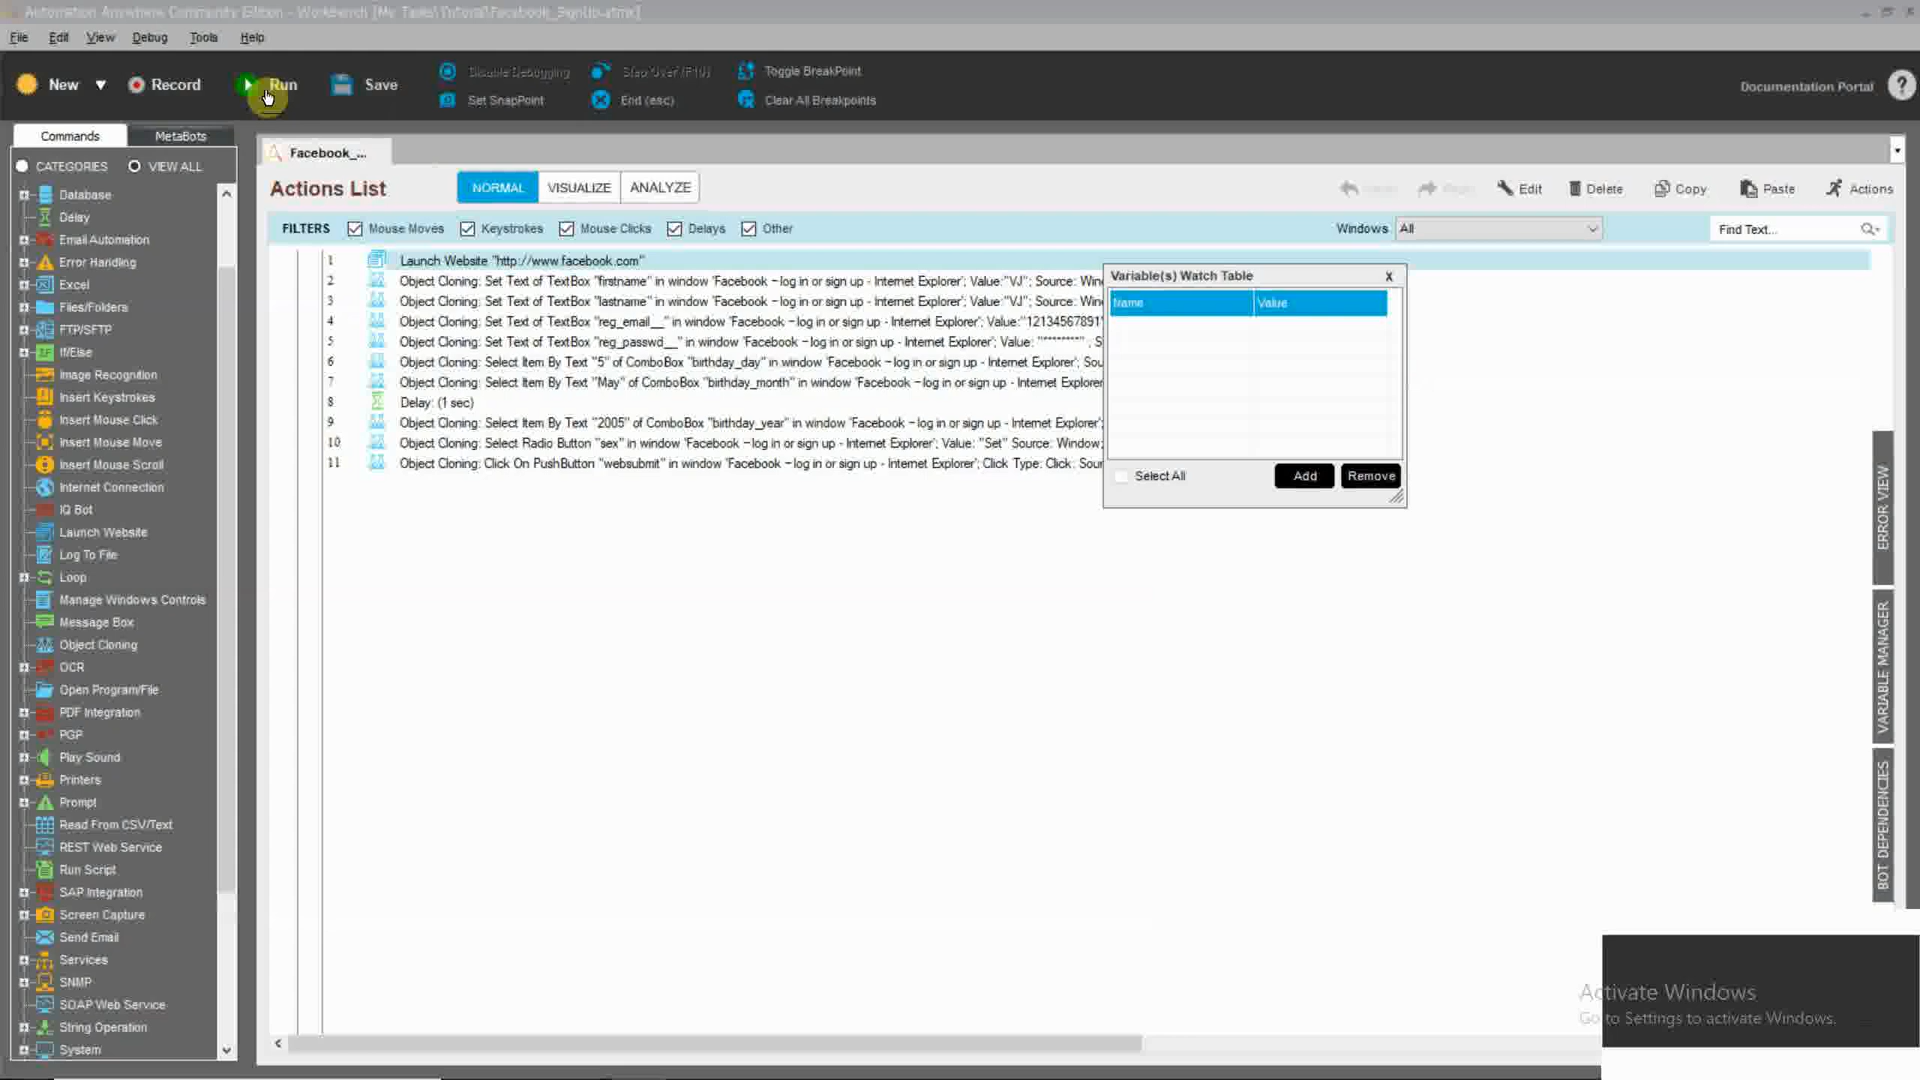 Automation Anywhere Community Edition - Workbench [My Tasks\Tutorial\Facebook_SignUp.atmx]
File Edit View Debug Tools Help
New Record Run Save
Disable Debugging Step Over (F10) Toggle BreakPoint
Set SnapPoint End (esc) Clear All Breakpoints
Documentation Portal ?
Commands MetaBots
CATEGORIES VIEW ALL
Database
Delay
Email Automation
Error Handling
Excel
Files/Folders
FTP/SFTP
If/Else
Image Recognition
Insert Keystrokes
Insert Mouse Click
Insert Mouse Move
Insert Mouse Scroll
Internet Connection
IQ Bot
Launch Website
Log To File
Loop
Manage Windows Controls
Message Box
Object Cloning
OCR
Open Program/File
PDF Integration
PGP
Play Sound
Printers
Prompt
Read From CSV/Text
REST Web Service
Run Script
SAP Integration
Screen Capture
Send Email
Services
SNMP
SOAP Web Service
String Operation
System
Facebook_...
Actions List NORMAL VISUALIZE ANALYZE
Edit Delete Copy Paste Actions
FILTERS Mouse Moves Keystrokes Mouse Clicks Delays Other Windows All Find Text...
1 Launch Website "http://www.facebook.com"
2 Object Cloning: Set Text of TextBox "firstname" in window 'Facebook – log in or sign up - Internet Explorer'; Value:"VJ"; Source: Win
3 Object Cloning: Set Text of TextBox "lastname" in window 'Facebook – log in or sign up - Internet Explorer'; Value:"VJ"; Source: Win
4 Object Cloning: Set Text of TextBox "reg_email__" in window 'Facebook – log in or sign up - Internet Explorer'; Value:"12134567891"
5 Object Cloning: Set Text of TextBox "reg_passwd__" in window 'Facebook – log in or sign up - Internet Explorer'; Value: "********" , S
6 Object Cloning: Select Item By Text "5" of ComboBox "birthday_day" in window 'Facebook – log in or sign up - Internet Explorer'; Sou
7 Object Cloning: Select Item By Text "May" of ComboBox "birthday_month" in window 'Facebook – log in or sign up - Internet Explorer
8 Delay: (1 sec)
9 Object Cloning: Select Item By Text "2005" of ComboBox "birthday_year" in window 'Facebook – log in or sign up - Internet Explorer';
10 Object Cloning: Select Radio Button "sex" in window 'Facebook – log in or sign up - Internet Explorer'; Value: "Set" Source: Window;
11 Object Cloning: Click On PushButton "websubmit" in window 'Facebook – log in or sign up - Internet Explorer'; Click Type: Click: Sour
Variable(s) Watch Table x
Name Value
Select All Add Remove
ERROR VIEW
VARIABLE MANAGER
BOT DEPENDENCIES
Activate Windows
Go to Settings to activate Windows.